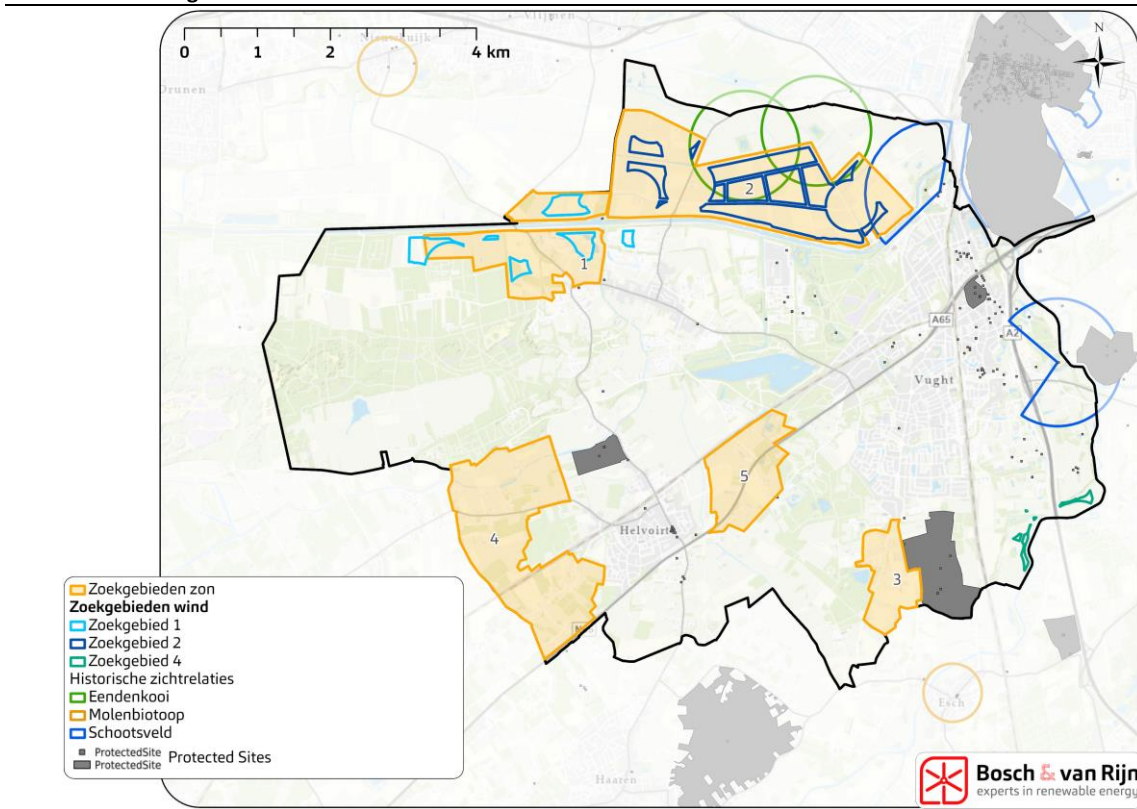 Vlijmen
Nieuwkuijk
N
0 1 2 4 km
Drunen
2
1
A65
A2
Vught
5
4
Helvoirt
3
Esch
Haaren
Zoekgebieden zon
Zoekgebieden wind
Zoekgebied 1
Zoekgebied 2
Zoekgebied 4
Historische zichtrelaties
Eendenkooi
Molenbiotoop
Schootsveld
ProtectedSite
ProtectedSite
Protected Sites
Bosch & van Rijn
experts in renewable energy